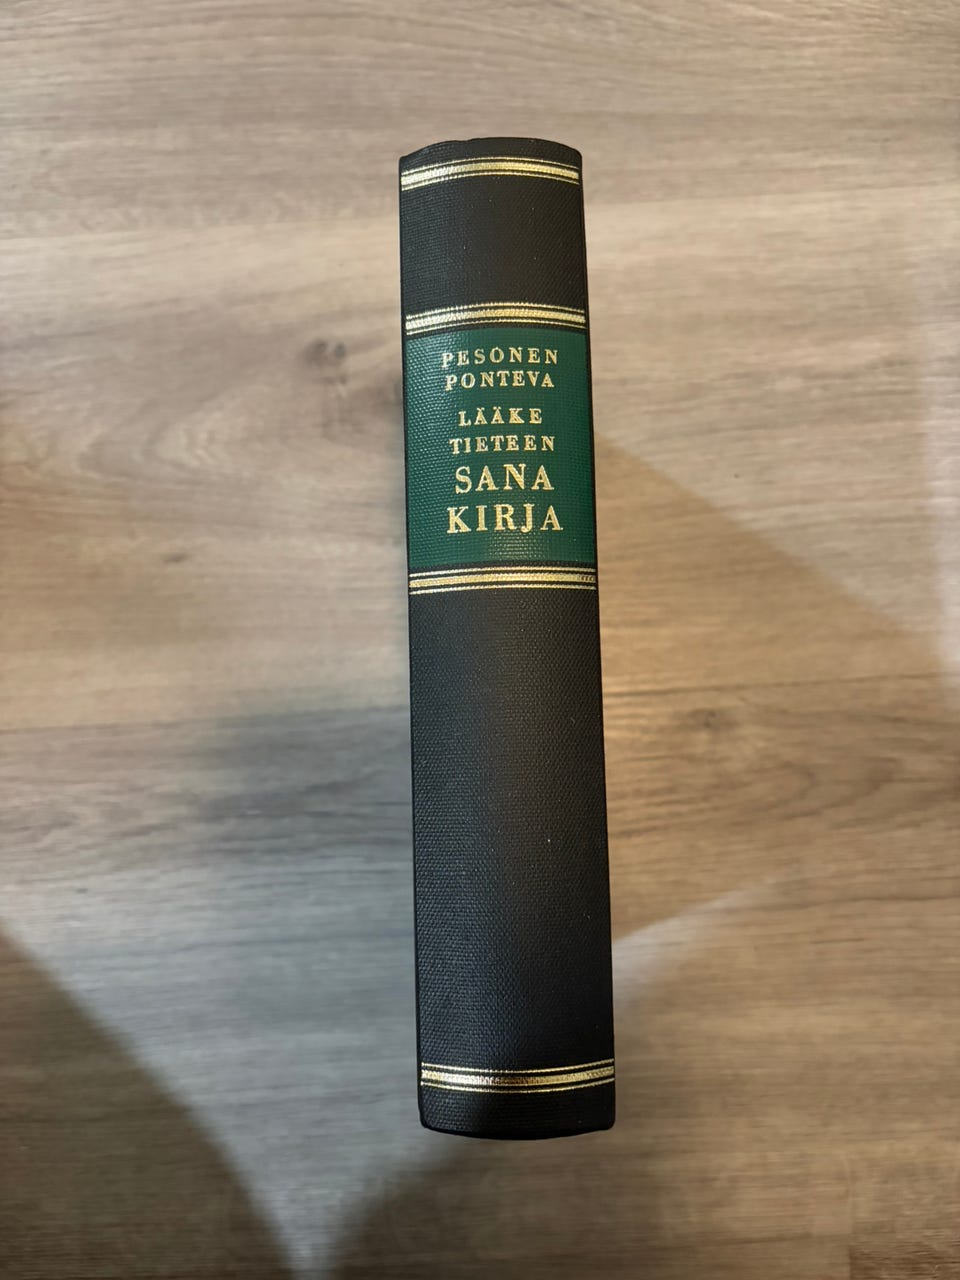 PESONEN
PONTEVA
LÄÄKE
TIETEEN
SANA
KIRJA